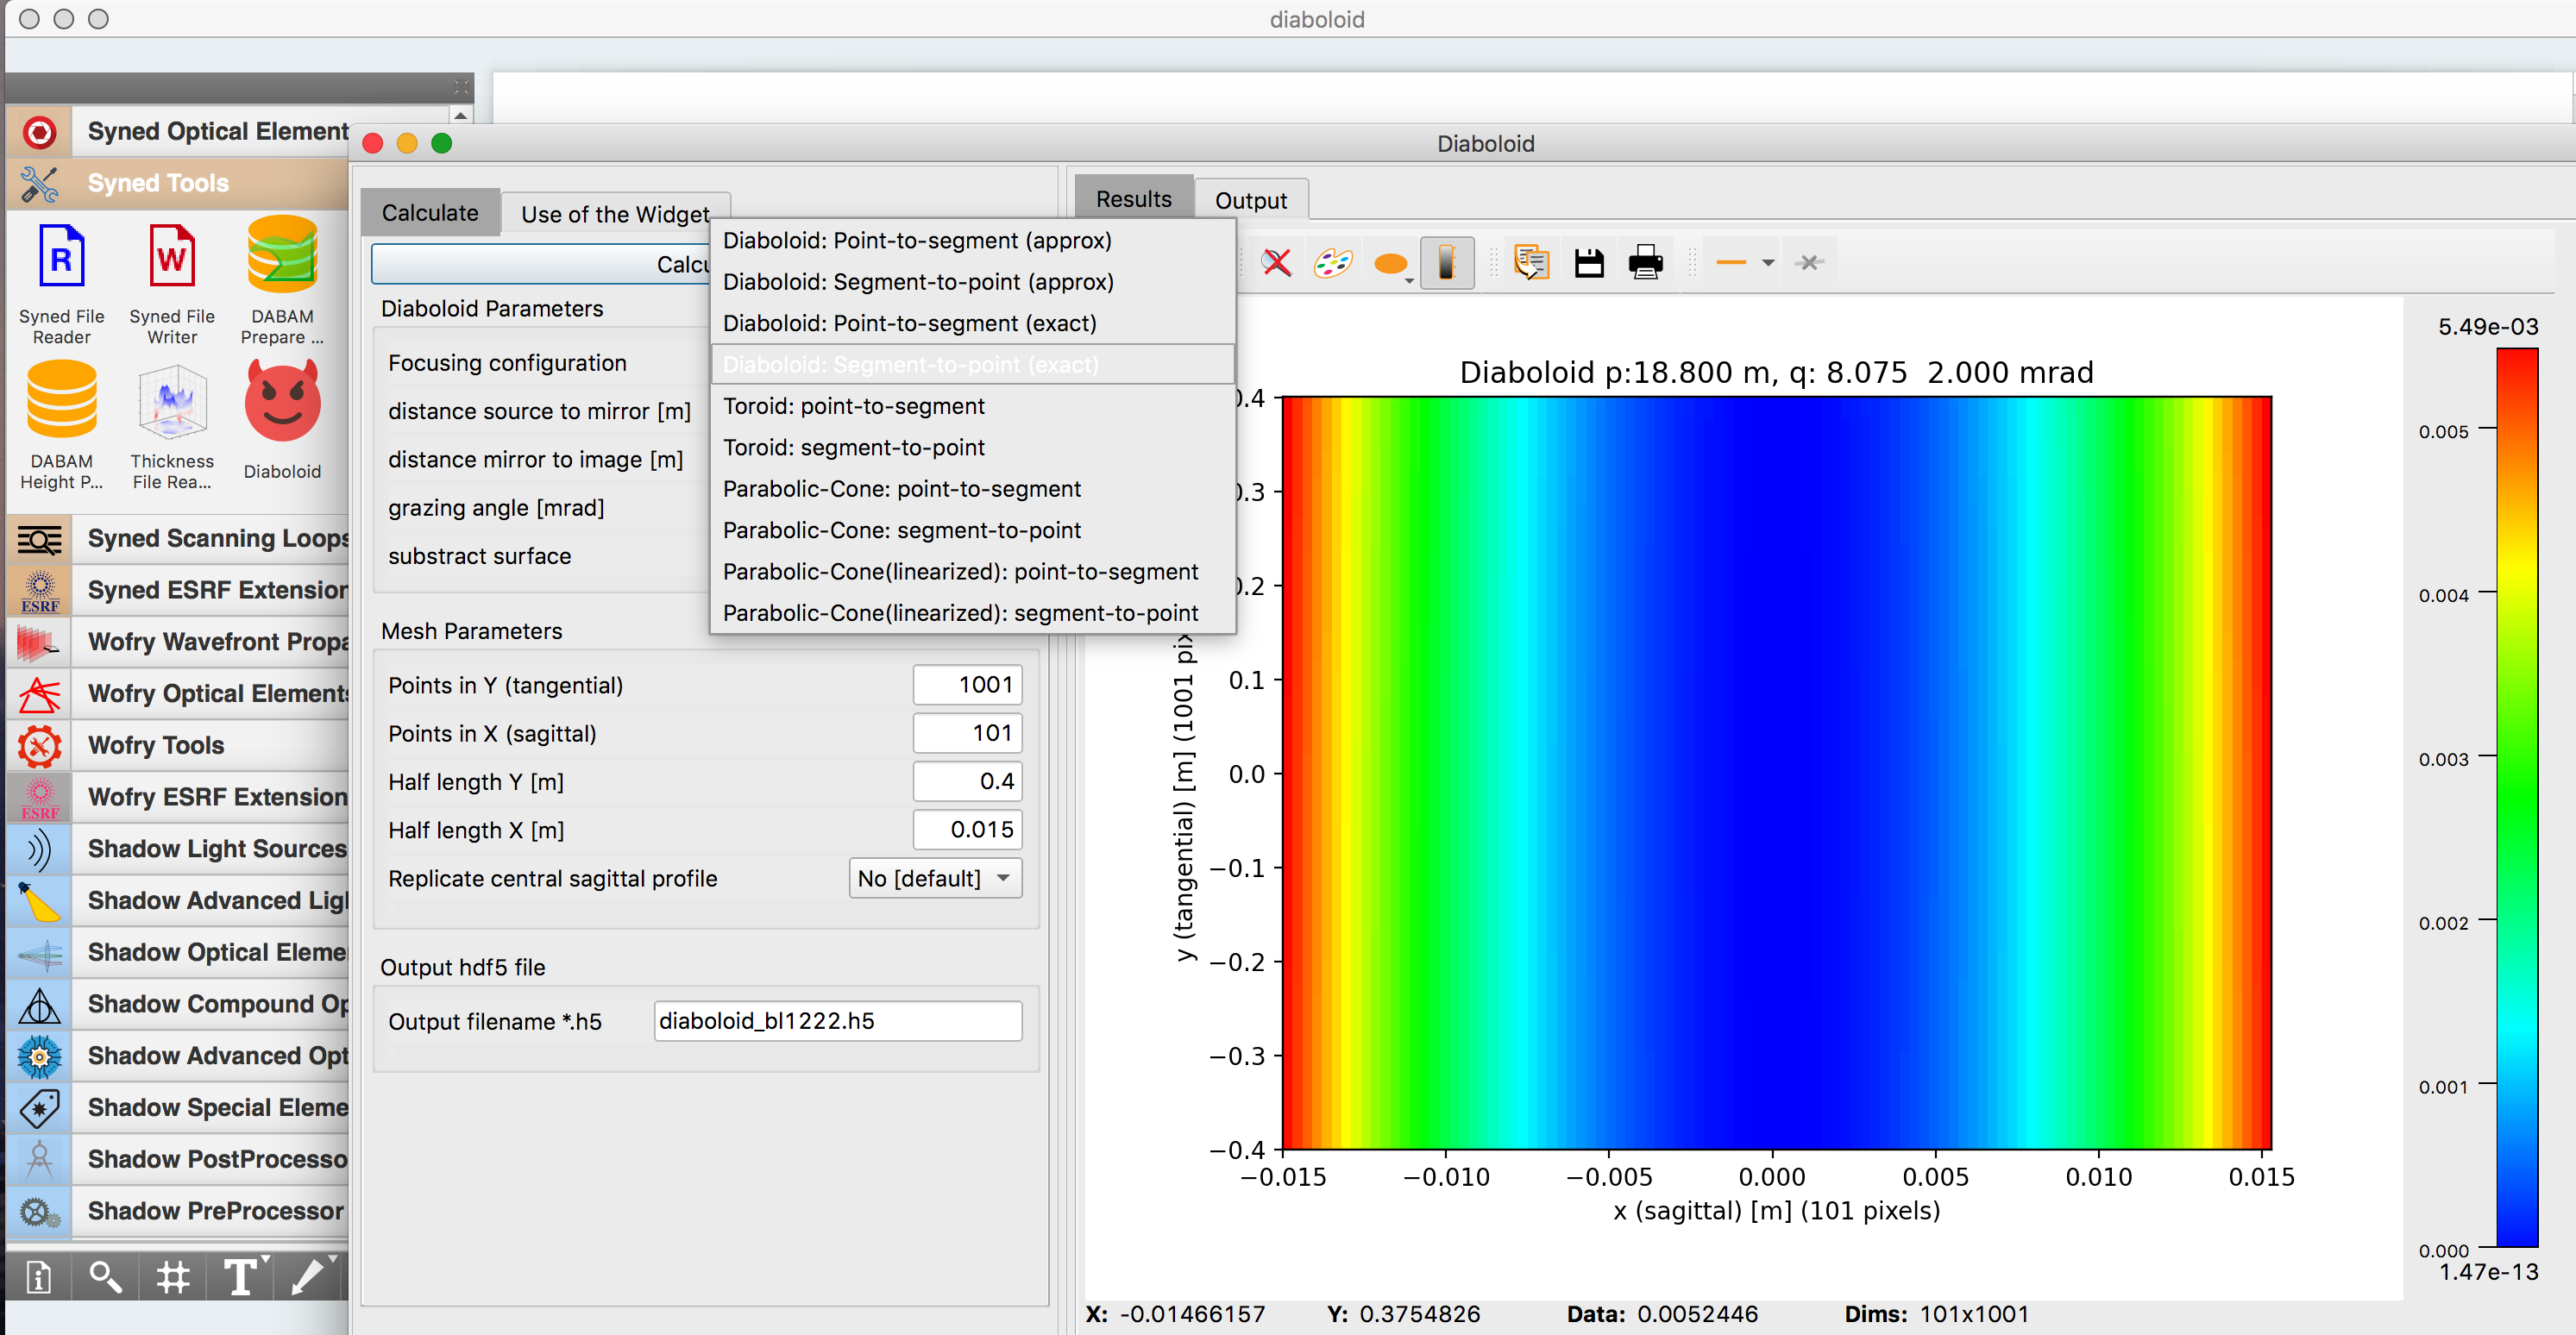 diaboloid
Syned Optical Element
Syned Tools
R
W
Syned File
Reader
Syned File
Writer
DABAM
Prepare ...
DABAM
Height P...
Thickness
File Rea...
Diaboloid
Syned Scanning Loops
ESRF
Syned ESRF Extension
Wofry Wavefront Propa
Wofry Optical Elements
Wofry Tools
ESRF
Wofry ESRF Extension
Shadow Light Sources
Shadow Advanced Lig
Shadow Optical Eleme
Shadow Compound Op
Shadow Advanced Opt
Shadow Special Eleme
Shadow PostProcesso
Shadow PreProcessor
T
Diaboloid
Calculate
Use of the Widget
Calcu
Diaboloid Parameters
Focusing configuration
distance source to mirror [m]
distance mirror to image [m]
grazing angle [mrad]
substract surface
Diaboloid: Point-to-segment (approx)
Diaboloid: Segment-to-point (approx)
Diaboloid: Point-to-segment (exact)
Diaboloid: Segment-to-point (exact)
Toroid: point-to-segment
Toroid: segment-to-point
Parabolic-Cone: point-to-segment
Parabolic-Cone: segment-to-point
Parabolic-Cone(linearized): point-to-segment
Parabolic-Cone(linearized): segment-to-point
Mesh Parameters
Points in Y (tangential) 1001
Points in X (sagittal) 101
Half length Y [m] 0.4
Half length X [m] 0.015
Replicate central sagittal profile No [default]
Output hdf5 file
Output filename *.h5 diaboloid_bl1222.h5
Results
Output
Diaboloid p:18.800 m, q: 8.075 2.000 mrad
0.4
0.3
0.2
0.1
0.0
−0.1
−0.2
−0.3
−0.4
y (tangential) [m] (1001 pix
−0.015 −0.010 −0.005 0.000 0.005 0.010 0.015
x (sagittal) [m] (101 pixels)
5.49e-03
0.005
0.004
0.003
0.002
0.001
0.000
1.47e-13
X: -0.01466157 Y: 0.3754826 Data: 0.0052446 Dims: 101x1001